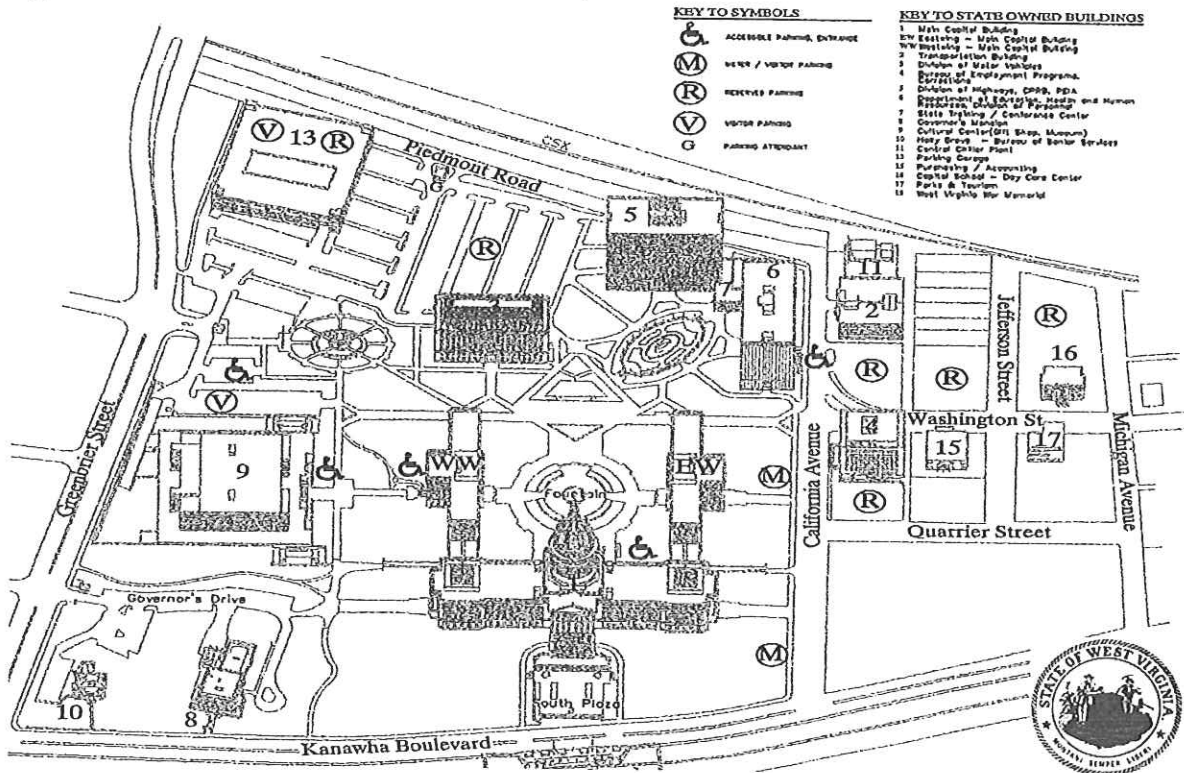 KEY TO SYMBOLS
ACCESSIBLE PARKING, ENTRANCE
M METER / VISITOR PARKING
R RESERVED PARKING
V VISITOR PARKING
G PARKING ATTENDANT
KEY TO STATE OWNED BUILDINGS
1 Main Capitol Building
EW Eastwing - Main Capitol Building
WW Westwing - Main Capitol Building
2 Transportation Building
3 Division of Motor Vehicles
4 Bureau of Employment Programs,
Corrections
5 Division of Highways, CPRB, PEIA
6 Department of Education, Health and Human
Resources, Division of Personnel
7 State Training / Conference Center
8 Governor's Mansion
9 Cultural Center(Gift Shop, Museum)
10 Holy Grove - Bureau of Senior Services
11 Central Chiller Plant
13 Parking Garage
15 Purchasing / Accounting
16 Capitol School - Day Care Center
17 Parks & Tourism
18 West Virginia War Memorial
CSX
V 13 R
Piedmont Road
G
R
5
6
7
11
2
3
Jefferson Street
R
16
R
R
V
Washington St
4
15
17
Michigan Avenue
Greenbrier Street
9
W W
E W
M
California Avenue
R
Fountain
Quarrier Street
Governor's Drive
M
10
8
South Plaza
Kanawha Boulevard
STATE OF WEST VIRGINIA
MONTANI SEMPER LIBERI